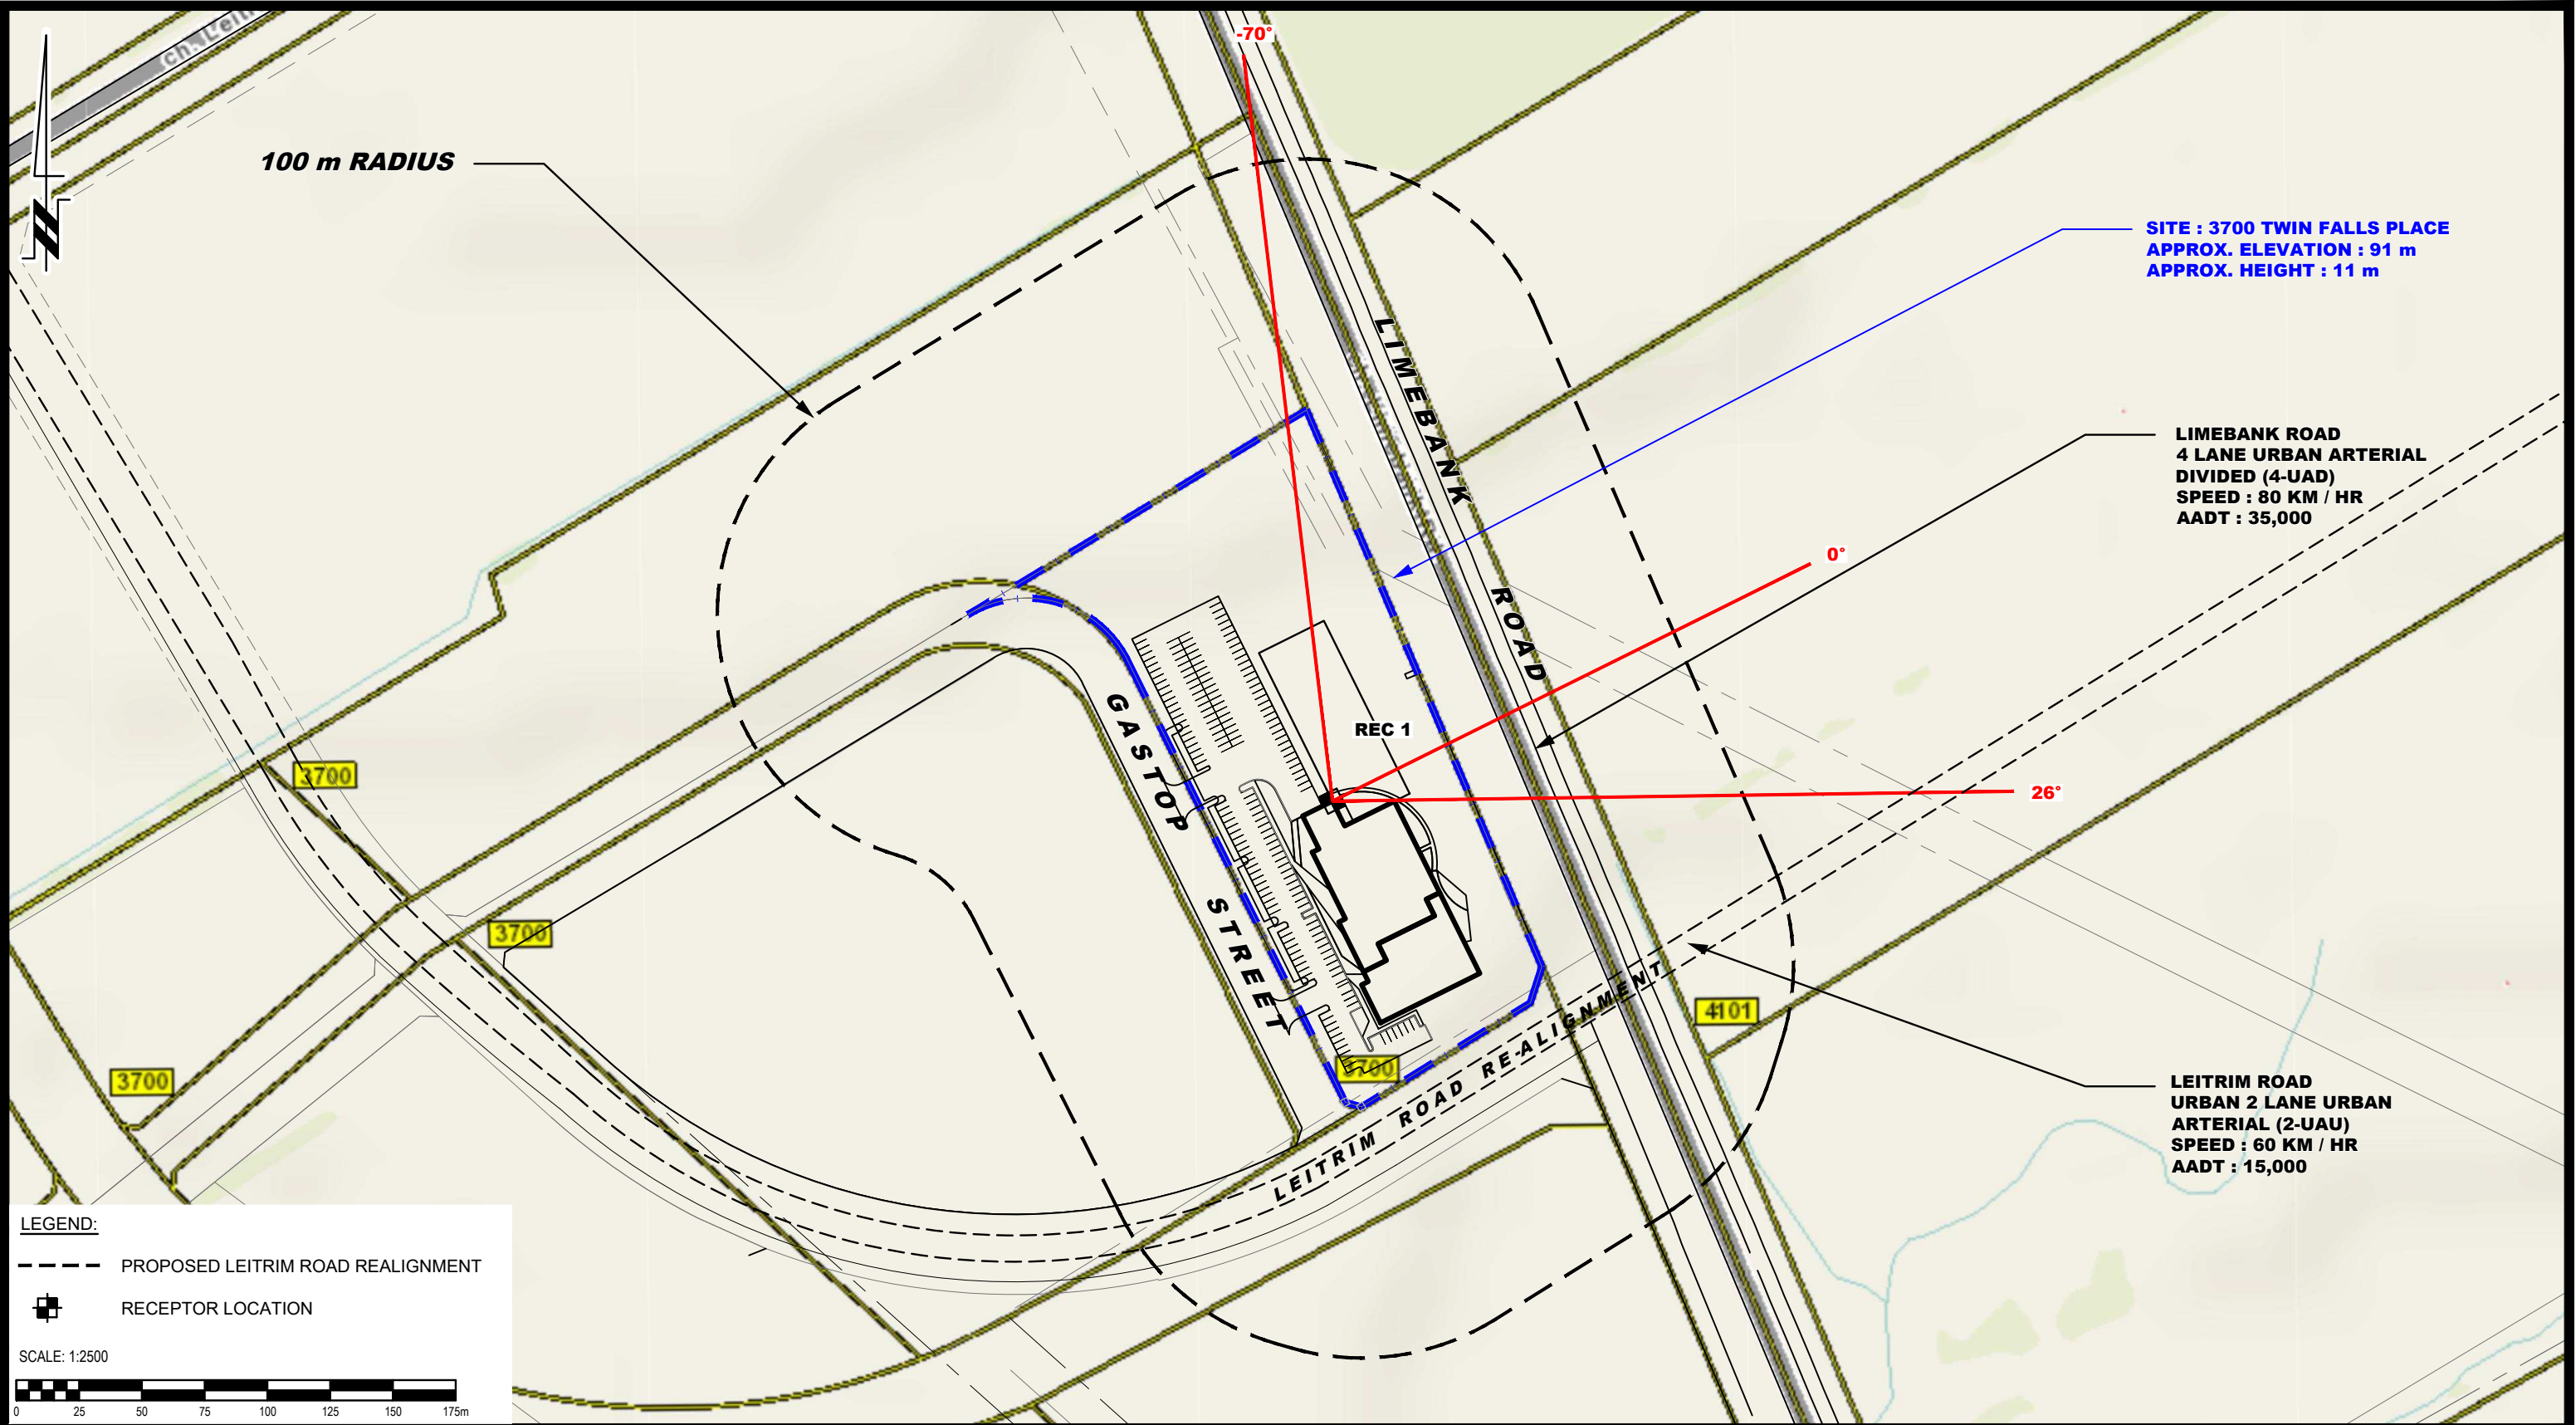 -70°
100 m RADIUS
SITE : 3700 TWIN FALLS PLACE
APPROX. ELEVATION : 91 m
APPROX. HEIGHT : 11 m
LIMEBANK ROAD
LIMEBANK ROAD
4 LANE URBAN ARTERIAL
DIVIDED (4-UAD)
SPEED : 80 KM / HR
AADT : 35,000
0°
REC 1
26°
GASTOP STREET
3700
3700
3700
3700
4101
LEITRIM ROAD RE-ALIGNMENT
LEITRIM ROAD
URBAN 2 LANE URBAN
ARTERIAL (2-UAU)
SPEED : 60 KM / HR
AADT : 15,000
LEGEND:
PROPOSED LEITRIM ROAD REALIGNMENT
RECEPTOR LOCATION
SCALE: 1:2500
0 25 50 75 100 125 150 175m